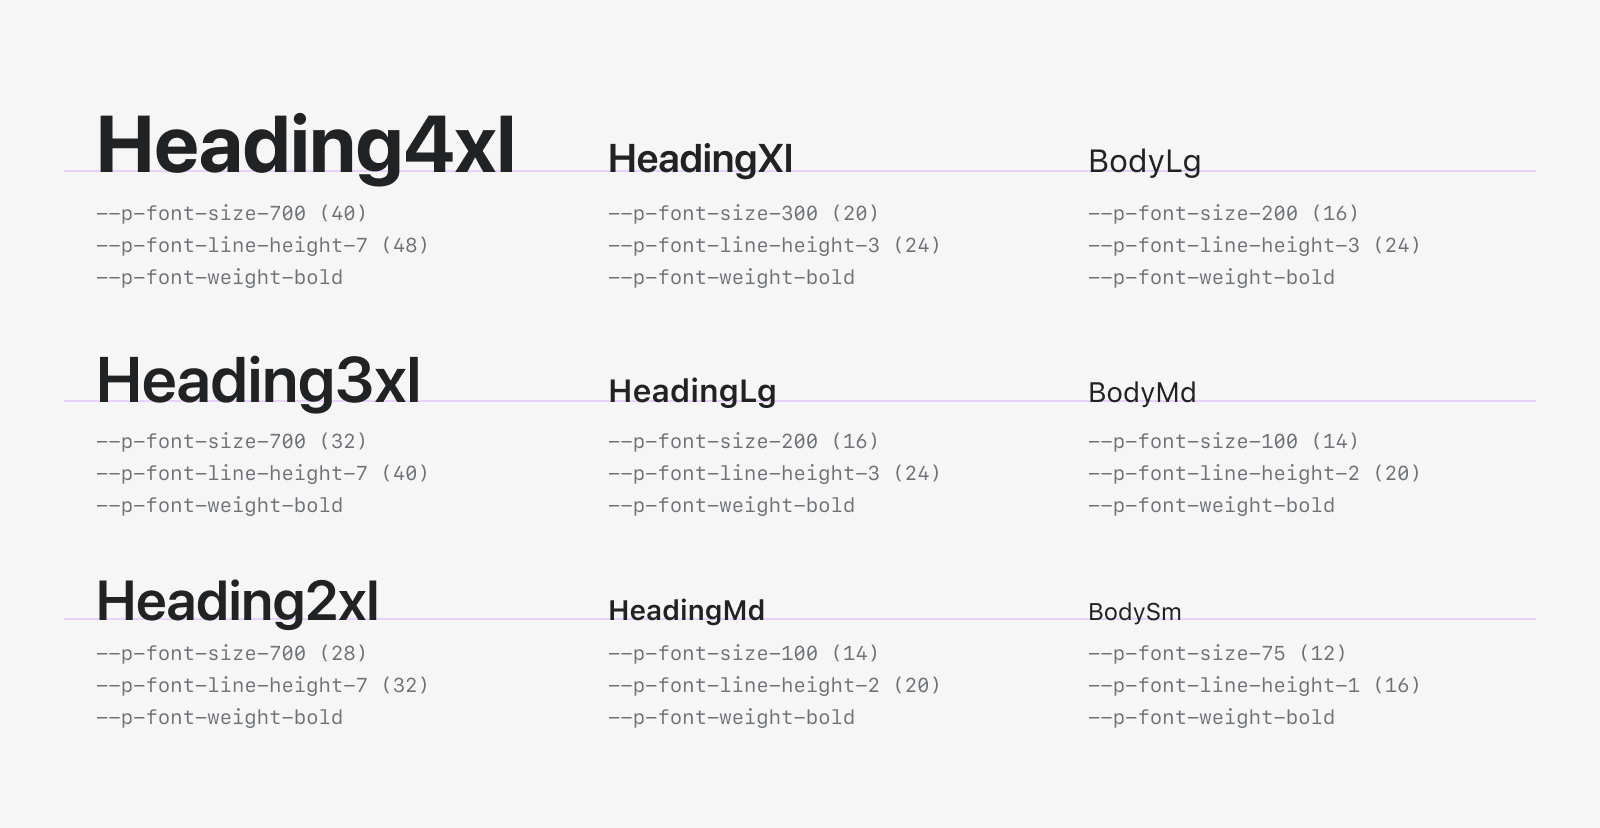 Heading4xl
--p-font-size-700 (40)
--p-font-line-height-7 (48)
--p-font-weight-bold
HeadingXl
--p-font-size-300 (20)
--p-font-line-height-3 (24)
--p-font-weight-bold
BodyLg
--p-font-size-200 (16)
--p-font-line-height-3 (24)
--p-font-weight-bold
Heading3xl
--p-font-size-700 (32)
--p-font-line-height-7 (40)
--p-font-weight-bold
HeadingLg
--p-font-size-200 (16)
--p-font-line-height-3 (24)
--p-font-weight-bold
BodyMd
--p-font-size-100 (14)
--p-font-line-height-2 (20)
--p-font-weight-bold
Heading2xl
--p-font-size-700 (28)
--p-font-line-height-7 (32)
--p-font-weight-bold
HeadingMd
--p-font-size-100 (14)
--p-font-line-height-2 (20)
--p-font-weight-bold
BodySm
--p-font-size-75 (12)
--p-font-line-height-1 (16)
--p-font-weight-bold